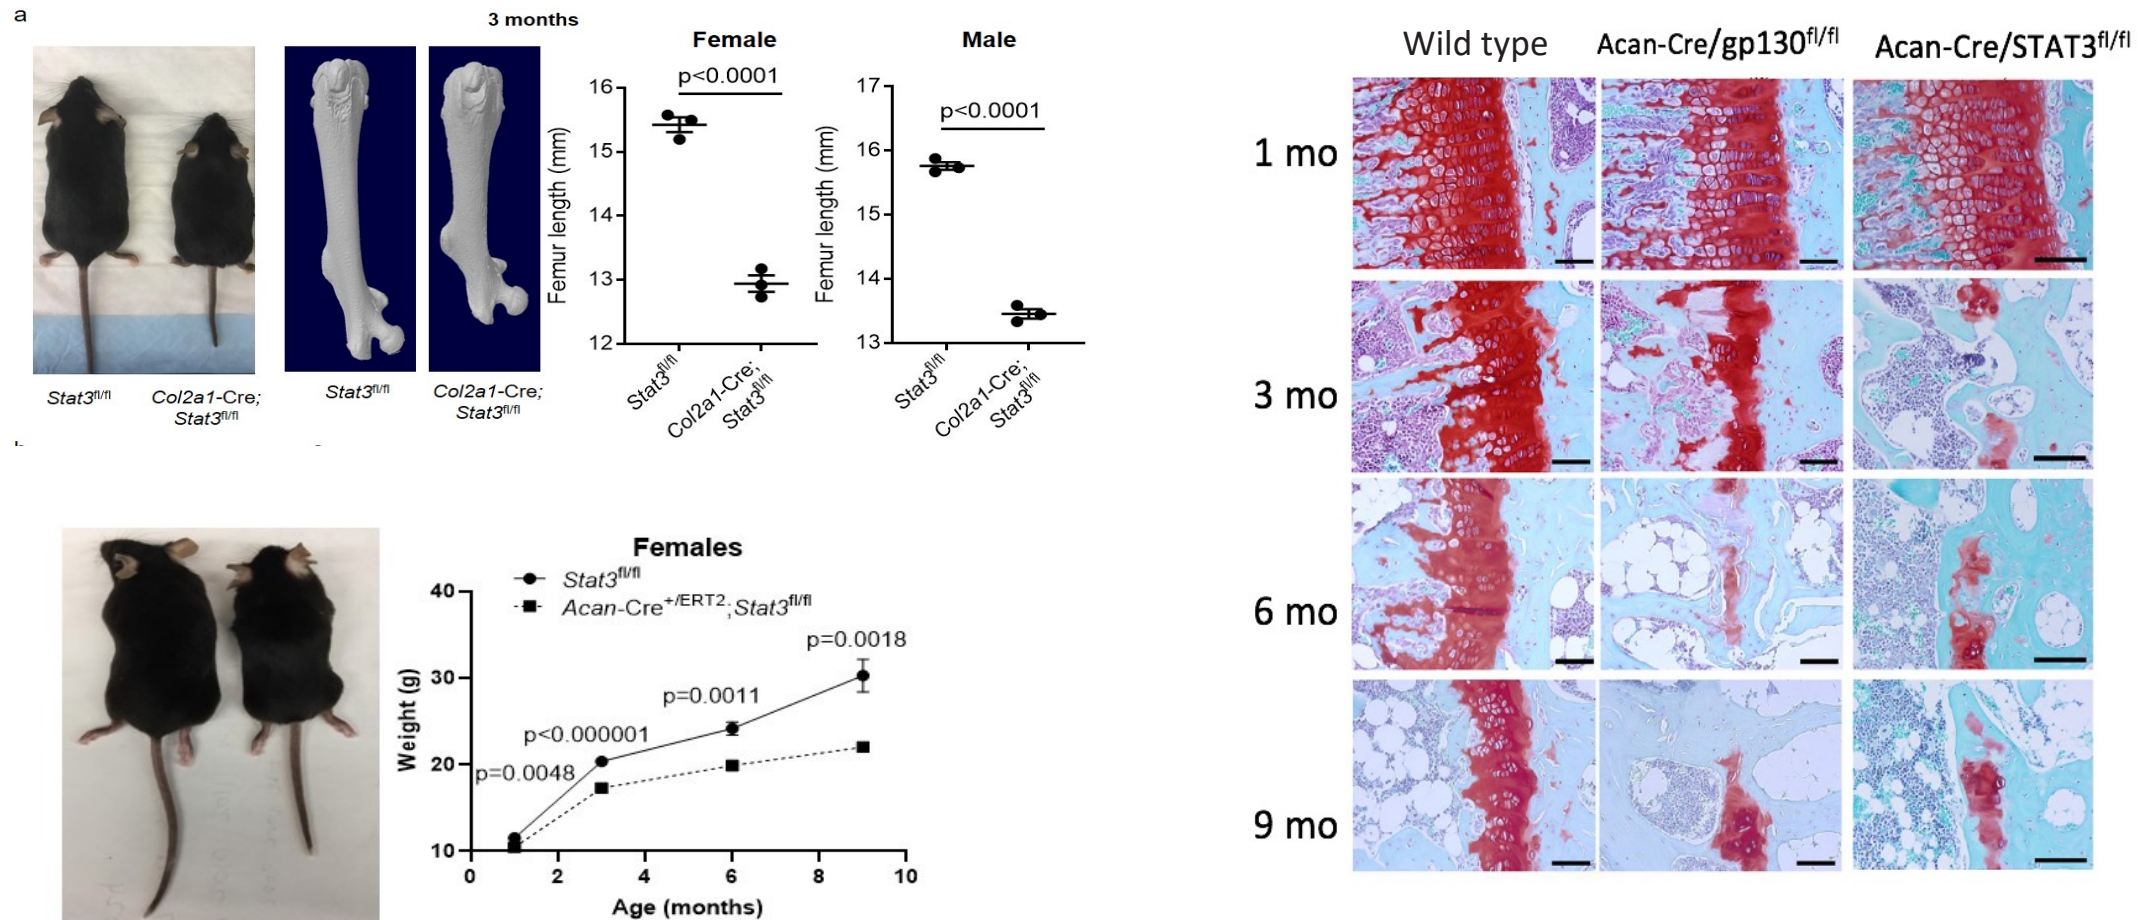 a
3 months
Female
Male
p<0.0001
p<0.0001
Femur length (mm)
16
15
14
13
12
Femur length (mm)
17
16
15
14
13
Stat3fl/fl
Col2a1-Cre;
Stat3fl/fl
Stat3fl/fl
Col2a1-Cre;
Stat3fl/fl
Stat3fl/fl
Col2a1-Cre;
Stat3fl/fl
Stat3fl/fl
Col2a1-Cre;
Stat3fl/fl
Females
Stat3fl/fl
Acan-Cre+/ERT2;Stat3fl/fl
p=0.0048
p<0.000001
p=0.0011
p=0.0018
Weight (g)
40
30
20
10
0 2 4 6 8 10
Age (months)
Wild type
Acan-Cre/gp130fl/fl
Acan-Cre/STAT3fl/fl
1 mo
3 mo
6 mo
9 mo